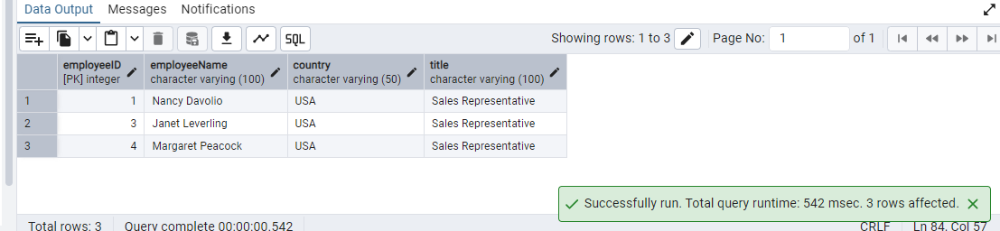 Data Output Messages Notifications
SQL Showing rows: 1 to 3 Page No: 1 of 1
employeeID employeeName country title
[PK] integer character varying (100) character varying (50) character varying (100)
1 1 Nancy Davolio USA Sales Representative
2 3 Janet Leverling USA Sales Representative
3 4 Margaret Peacock USA Sales Representative
Successfully run. Total query runtime: 542 msec. 3 rows affected.
Total rows: 3 Query complete 00:00:00.542 CRLF Ln 84, Col 57